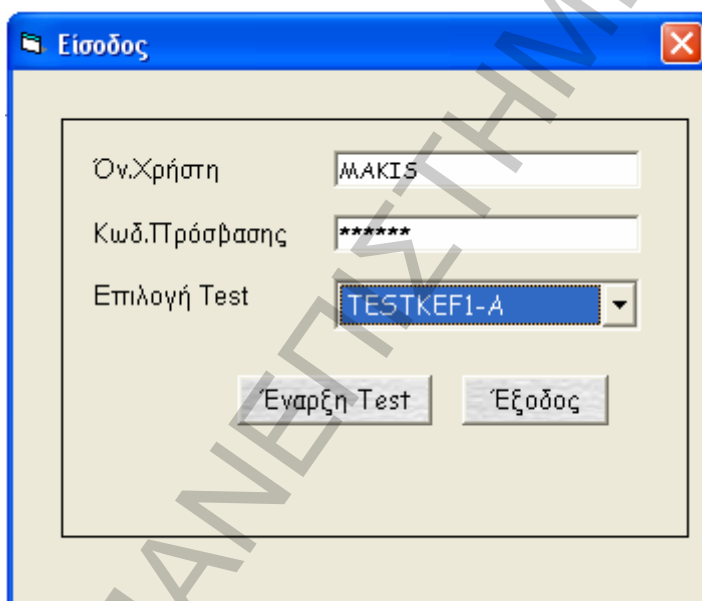 Είσοδος
Όν.Χρήστη MAKIS
Κωδ.Πρόσβασης ******
Επιλογή Test TESTKEF1-A
Έναρξη Test Έξοδος